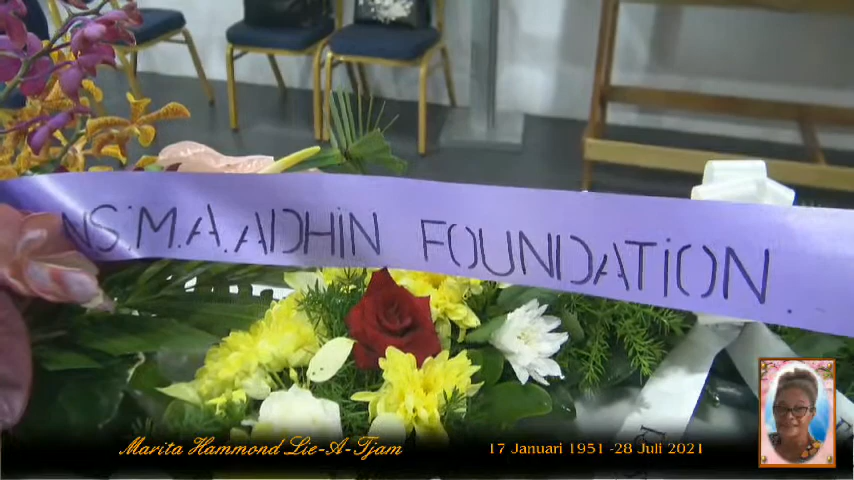 NS.M.A.ADHIN FOUNDATION.
Marita Hammond Lie-A-Tjam
17 Januari 1951 -28 Juli 2021